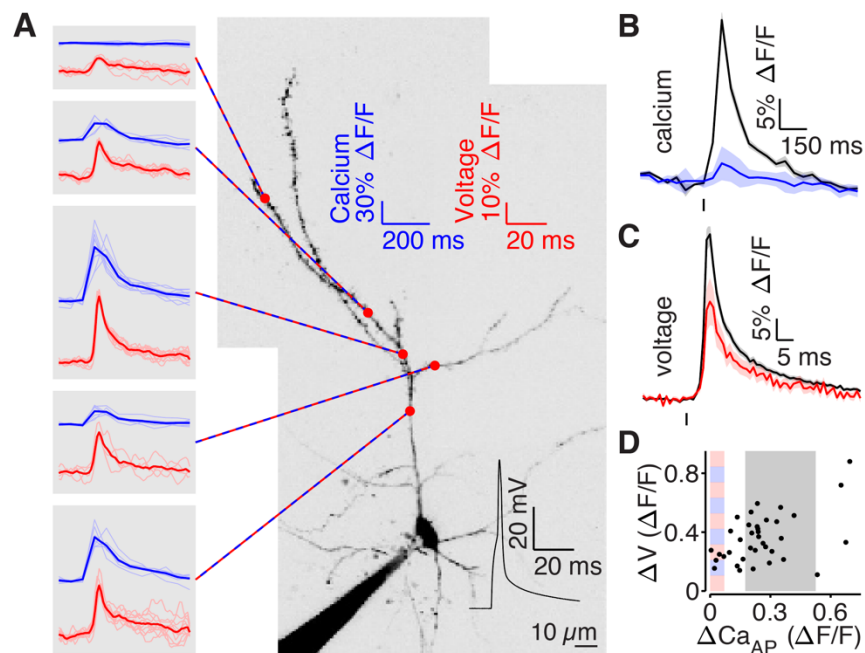 A
Calcium
30% ΔF/F
200 ms
Voltage
10% ΔF/F
20 ms
20 mV
20 ms
10 µm
B
calcium
5% ΔF/F
150 ms
C
voltage
5% ΔF/F
5 ms
D
ΔV (ΔF/F)
0.8
0.4
0
0
0.3
0.6
ΔCaAP (ΔF/F)